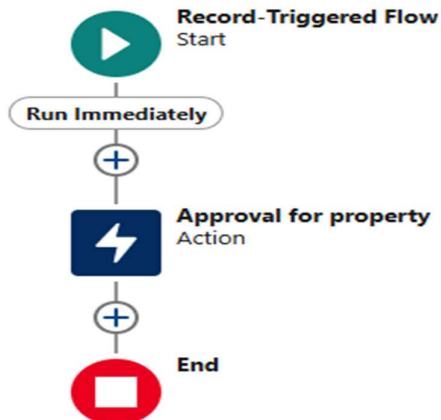 Record-Triggered Flow
Start
Run Immediately
Approval for property
Action
End